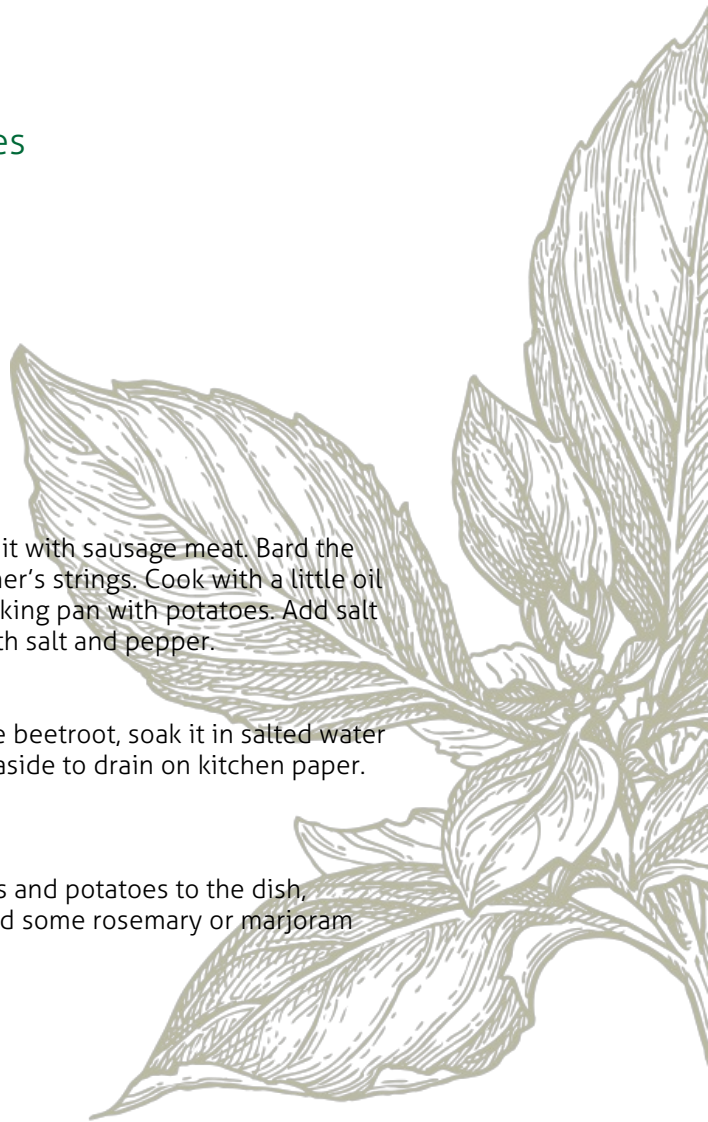 es
it with sausage meat. Bard the
er's strings. Cook with a little oil
king pan with potatoes. Add salt
th salt and pepper.
e beetroot, soak it in salted water
aside to drain on kitchen paper.
s and potatoes to the dish,
d some rosemary or marjoram